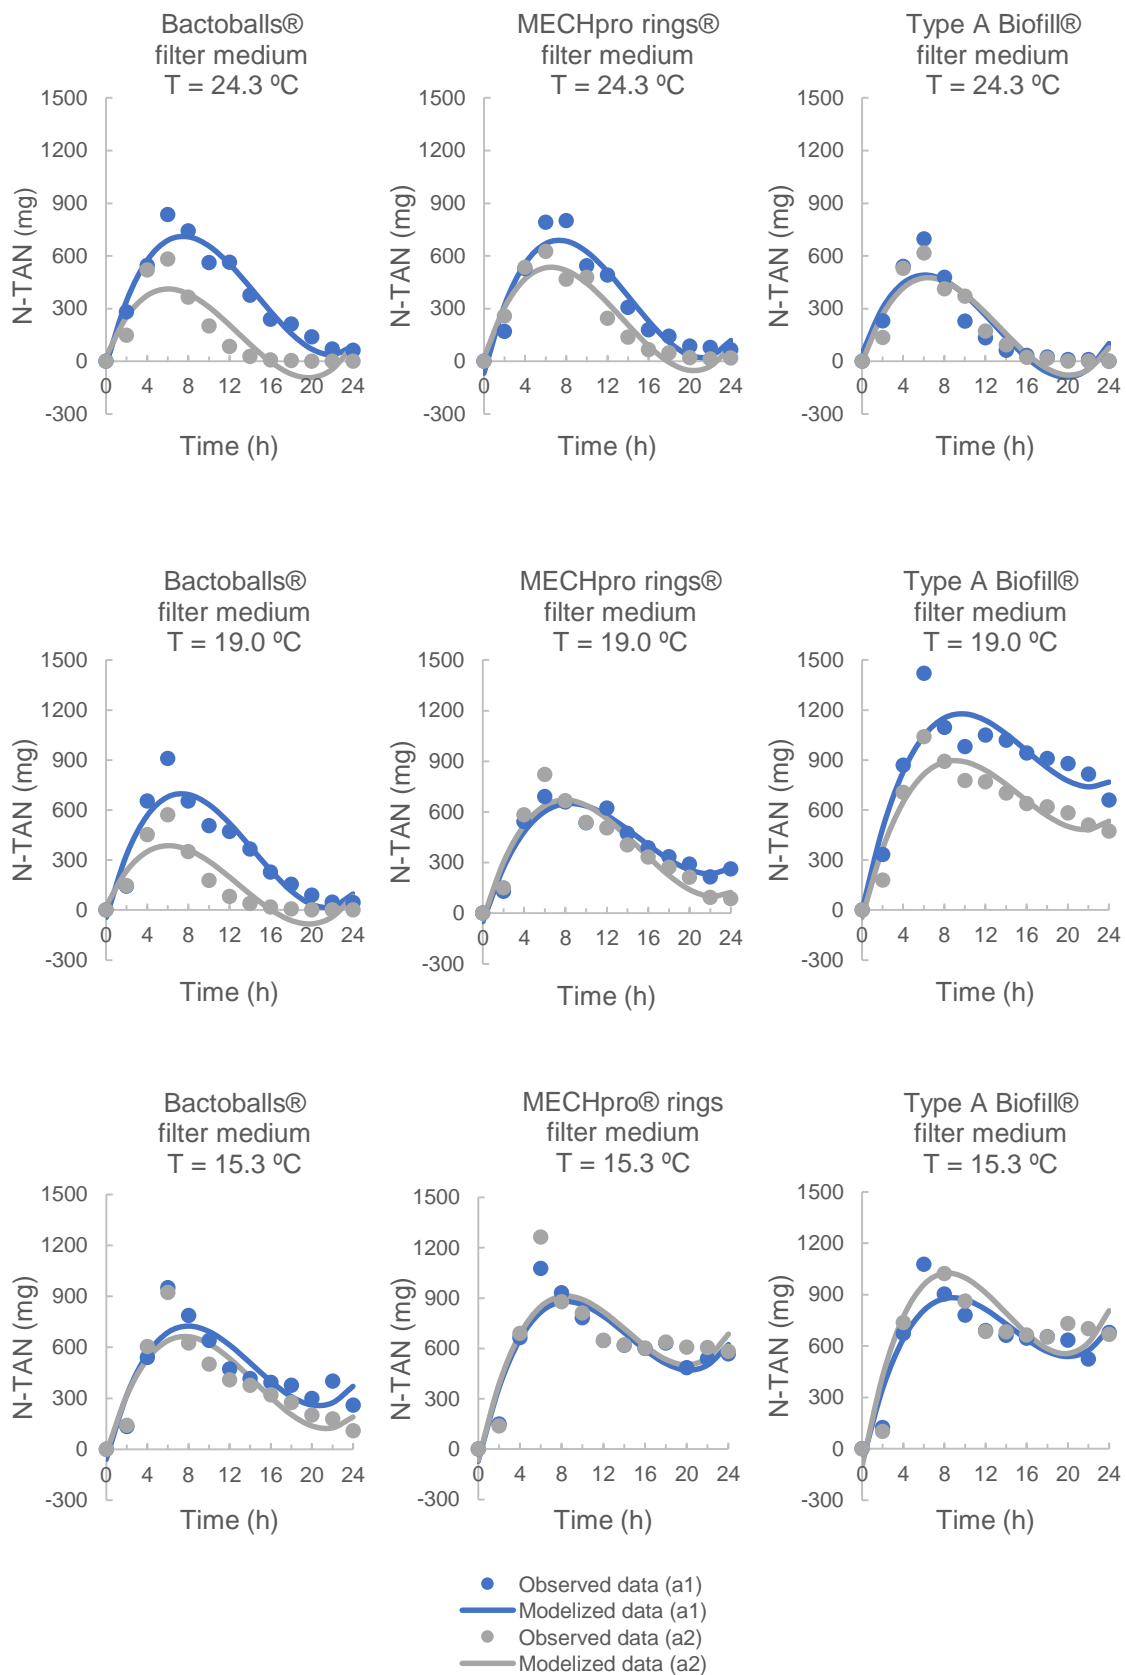 Bactoballs®
filter medium
T = 24.3 ºC
1500
1200
900
600
300
0
-300
N-TAN (mg)
0 4 8 12 16 20 24
Time (h)
MECHpro rings®
filter medium
T = 24.3 ºC
1500
1200
900
600
300
0
-300
N-TAN (mg)
0 4 8 12 16 20 24
Time (h)
Type A Biofill®
filter medium
T = 24.3 ºC
1500
1200
900
600
300
0
-300
N-TAN (mg)
0 4 8 12 16 20 24
Time (h)
Bactoballs®
filter medium
T = 19.0 ºC
1500
1200
900
600
300
0
-300
N-TAN (mg)
0 4 8 12 16 20 24
Time (h)
MECHpro rings®
filter medium
T = 19.0 ºC
1500
1200
900
600
300
0
-300
N-TAN (mg)
0 4 8 12 16 20 24
Time (h)
Type A Biofill®
filter medium
T = 19.0 ºC
1500
1200
900
600
300
0
-300
N-TAN (mg)
0 4 8 12 16 20 24
Time (h)
Bactoballs®
filter medium
T = 15.3 ºC
1500
1200
900
600
300
0
-300
N-TAN (mg)
0 4 8 12 16 20 24
Time (h)
MECHpro® rings
filter medium
T = 15.3 ºC
1500
1200
900
600
300
0
-300
N-TAN (mg)
0 4 8 12 16 20 24
Time (h)
Type A Biofill®
filter medium
T = 15.3 ºC
1500
1200
900
600
300
0
-300
N-TAN (mg)
0 4 8 12 16 20 24
Time (h)
Observed data (a1)
Modelized data (a1)
Observed data (a2)
Modelized data (a2)